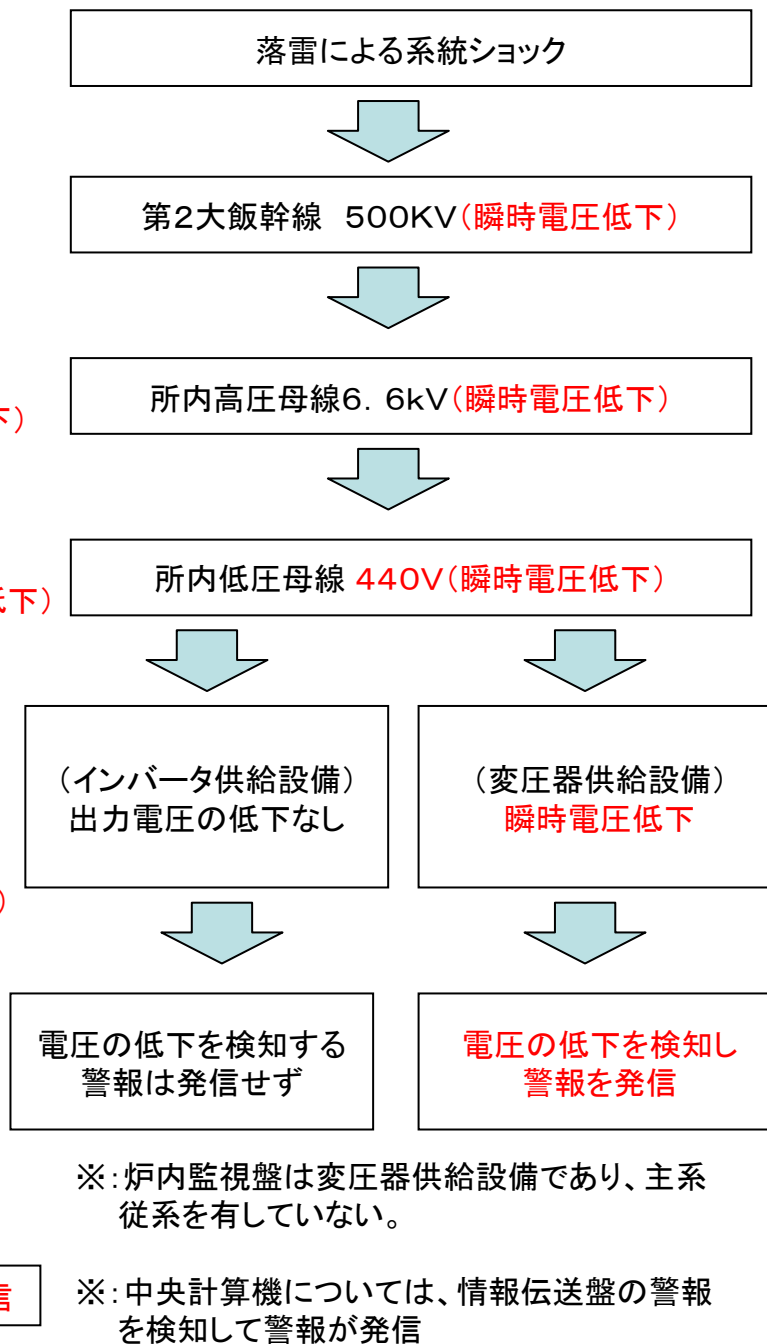 落雷による系統ショック
第2大飯幹線 500KV(瞬時電圧低下)
所内高圧母線6．6kV(瞬時電圧低下)
下)
所内低圧母線 440V(瞬時電圧低下)
低下)
(インバータ供給設備)
出力電圧の低下なし
(変圧器供給設備)
瞬時電圧低下
)
電圧の低下を検知する
警報は発信せず
電圧の低下を検知し
警報を発信
※:炉内監視盤は変圧器供給設備であり、主系
従系を有していない。
信
※:中央計算機については、情報伝送盤の警報
を検知して警報が発信